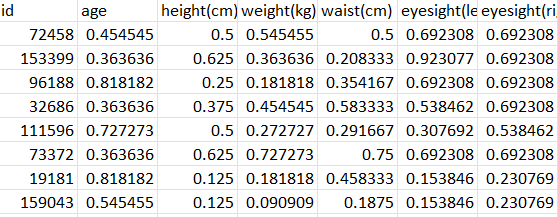 id age height(cm) weight(kg) waist(cm) eyesight(le eyesight(ri
72458 0.454545 0.5 0.545455 0.5 0.692308 0.692308
153399 0.363636 0.625 0.363636 0.208333 0.923077 0.692308
96188 0.818182 0.25 0.181818 0.354167 0.692308 0.692308
32686 0.363636 0.375 0.454545 0.583333 0.538462 0.692308
111596 0.727273 0.5 0.272727 0.291667 0.307692 0.538462
73372 0.363636 0.625 0.727273 0.75 0.692308 0.692308
19181 0.818182 0.125 0.181818 0.458333 0.153846 0.230769
159043 0.545455 0.125 0.090909 0.1875 0.153846 0.230769